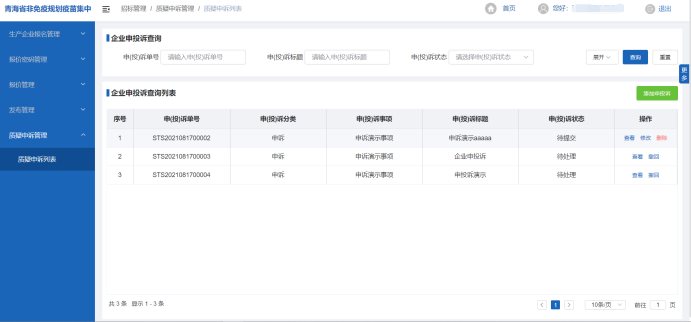 青海省非免疫规划疫苗集中
招标管理 / 质疑申诉管理 / 质疑申诉列表
首页
您好:
退出
生产企业报名管理
报价密码管理
报价管理
发布管理
质疑申诉管理
质疑申诉列表
企业申投诉查询
申(投)诉单号 请输入申(投)诉单号 申(投)诉标题 请输入申(投)诉标题 申(投)诉状态 请选择申(投)诉状态 展开 查询 重置
更多
企业申投诉查询列表
添加申投诉
序号 申(投)诉单号 申(投)诉分类 申(投)诉事项 申(投)诉标题 申(投)诉状态 操作
1 STS2021081700002 申诉 申诉演示事项 申诉演示aaaaa 待提交 查看 修改 删除
2 STS2021081700003 申诉 申诉演示事项 企业申投诉 待处理 查看 撤回
3 STS2021081700004 申诉 申诉演示事项 申投诉演示 待处理 查看 撤回
共 3 条 显示 1 - 3 条
1 10条/页 前往 1 页